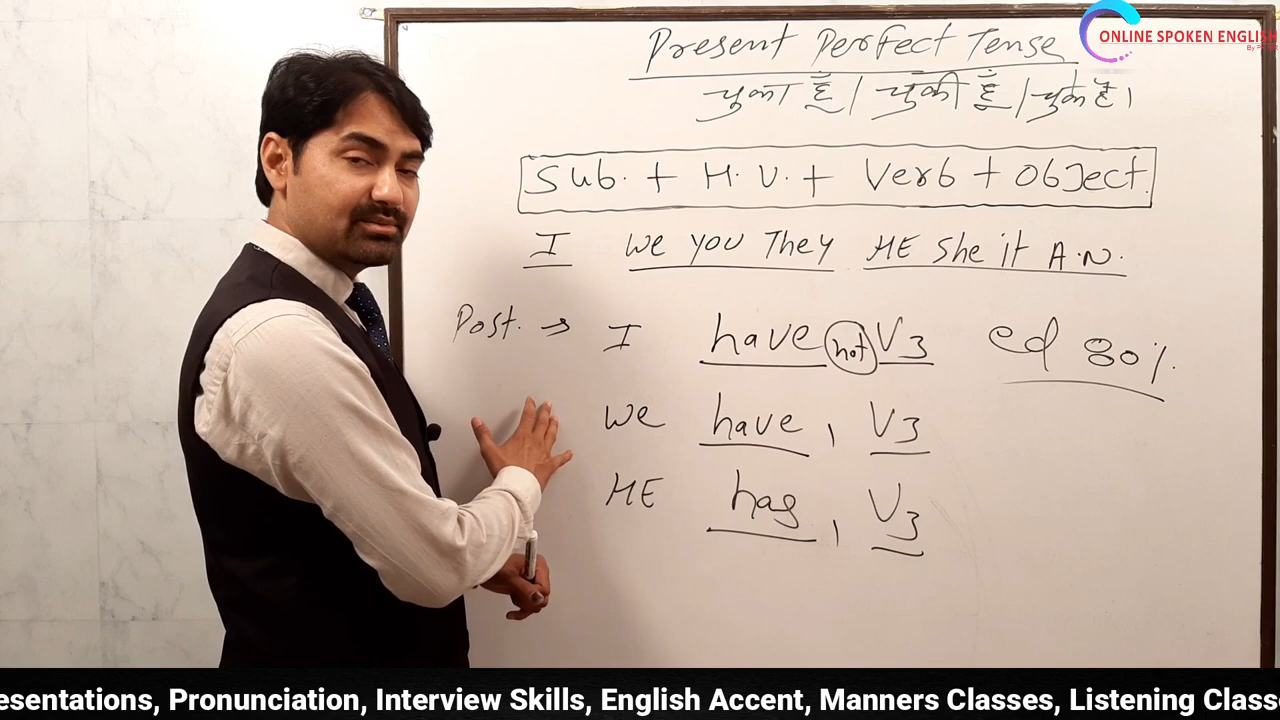 ONLINE SPOKEN ENGLISH
Present Perfect Tense
चुका हूँ । चुकी हूँ । चुके हैं ।
Sub. + H.V. + Verb + Object.
I We You They HE She it A.N.
Post. → I have not V3 ed 80%.
We have, V3
HE has, V3
esentations, Pronunciation, Interview Skills, English Accent, Manners Classes, Listening Class